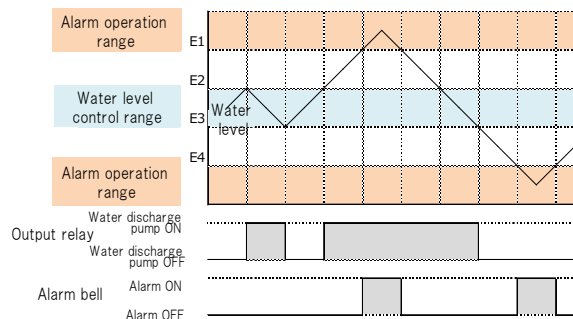 Alarm operation
range
E1
E2
Water level
control range
Water
level
E3
E4
Alarm operation
range
Output relay
Water discharge
pump ON
Water discharge
pump OFF
Alarm bell
Alarm ON
Alarm OFF